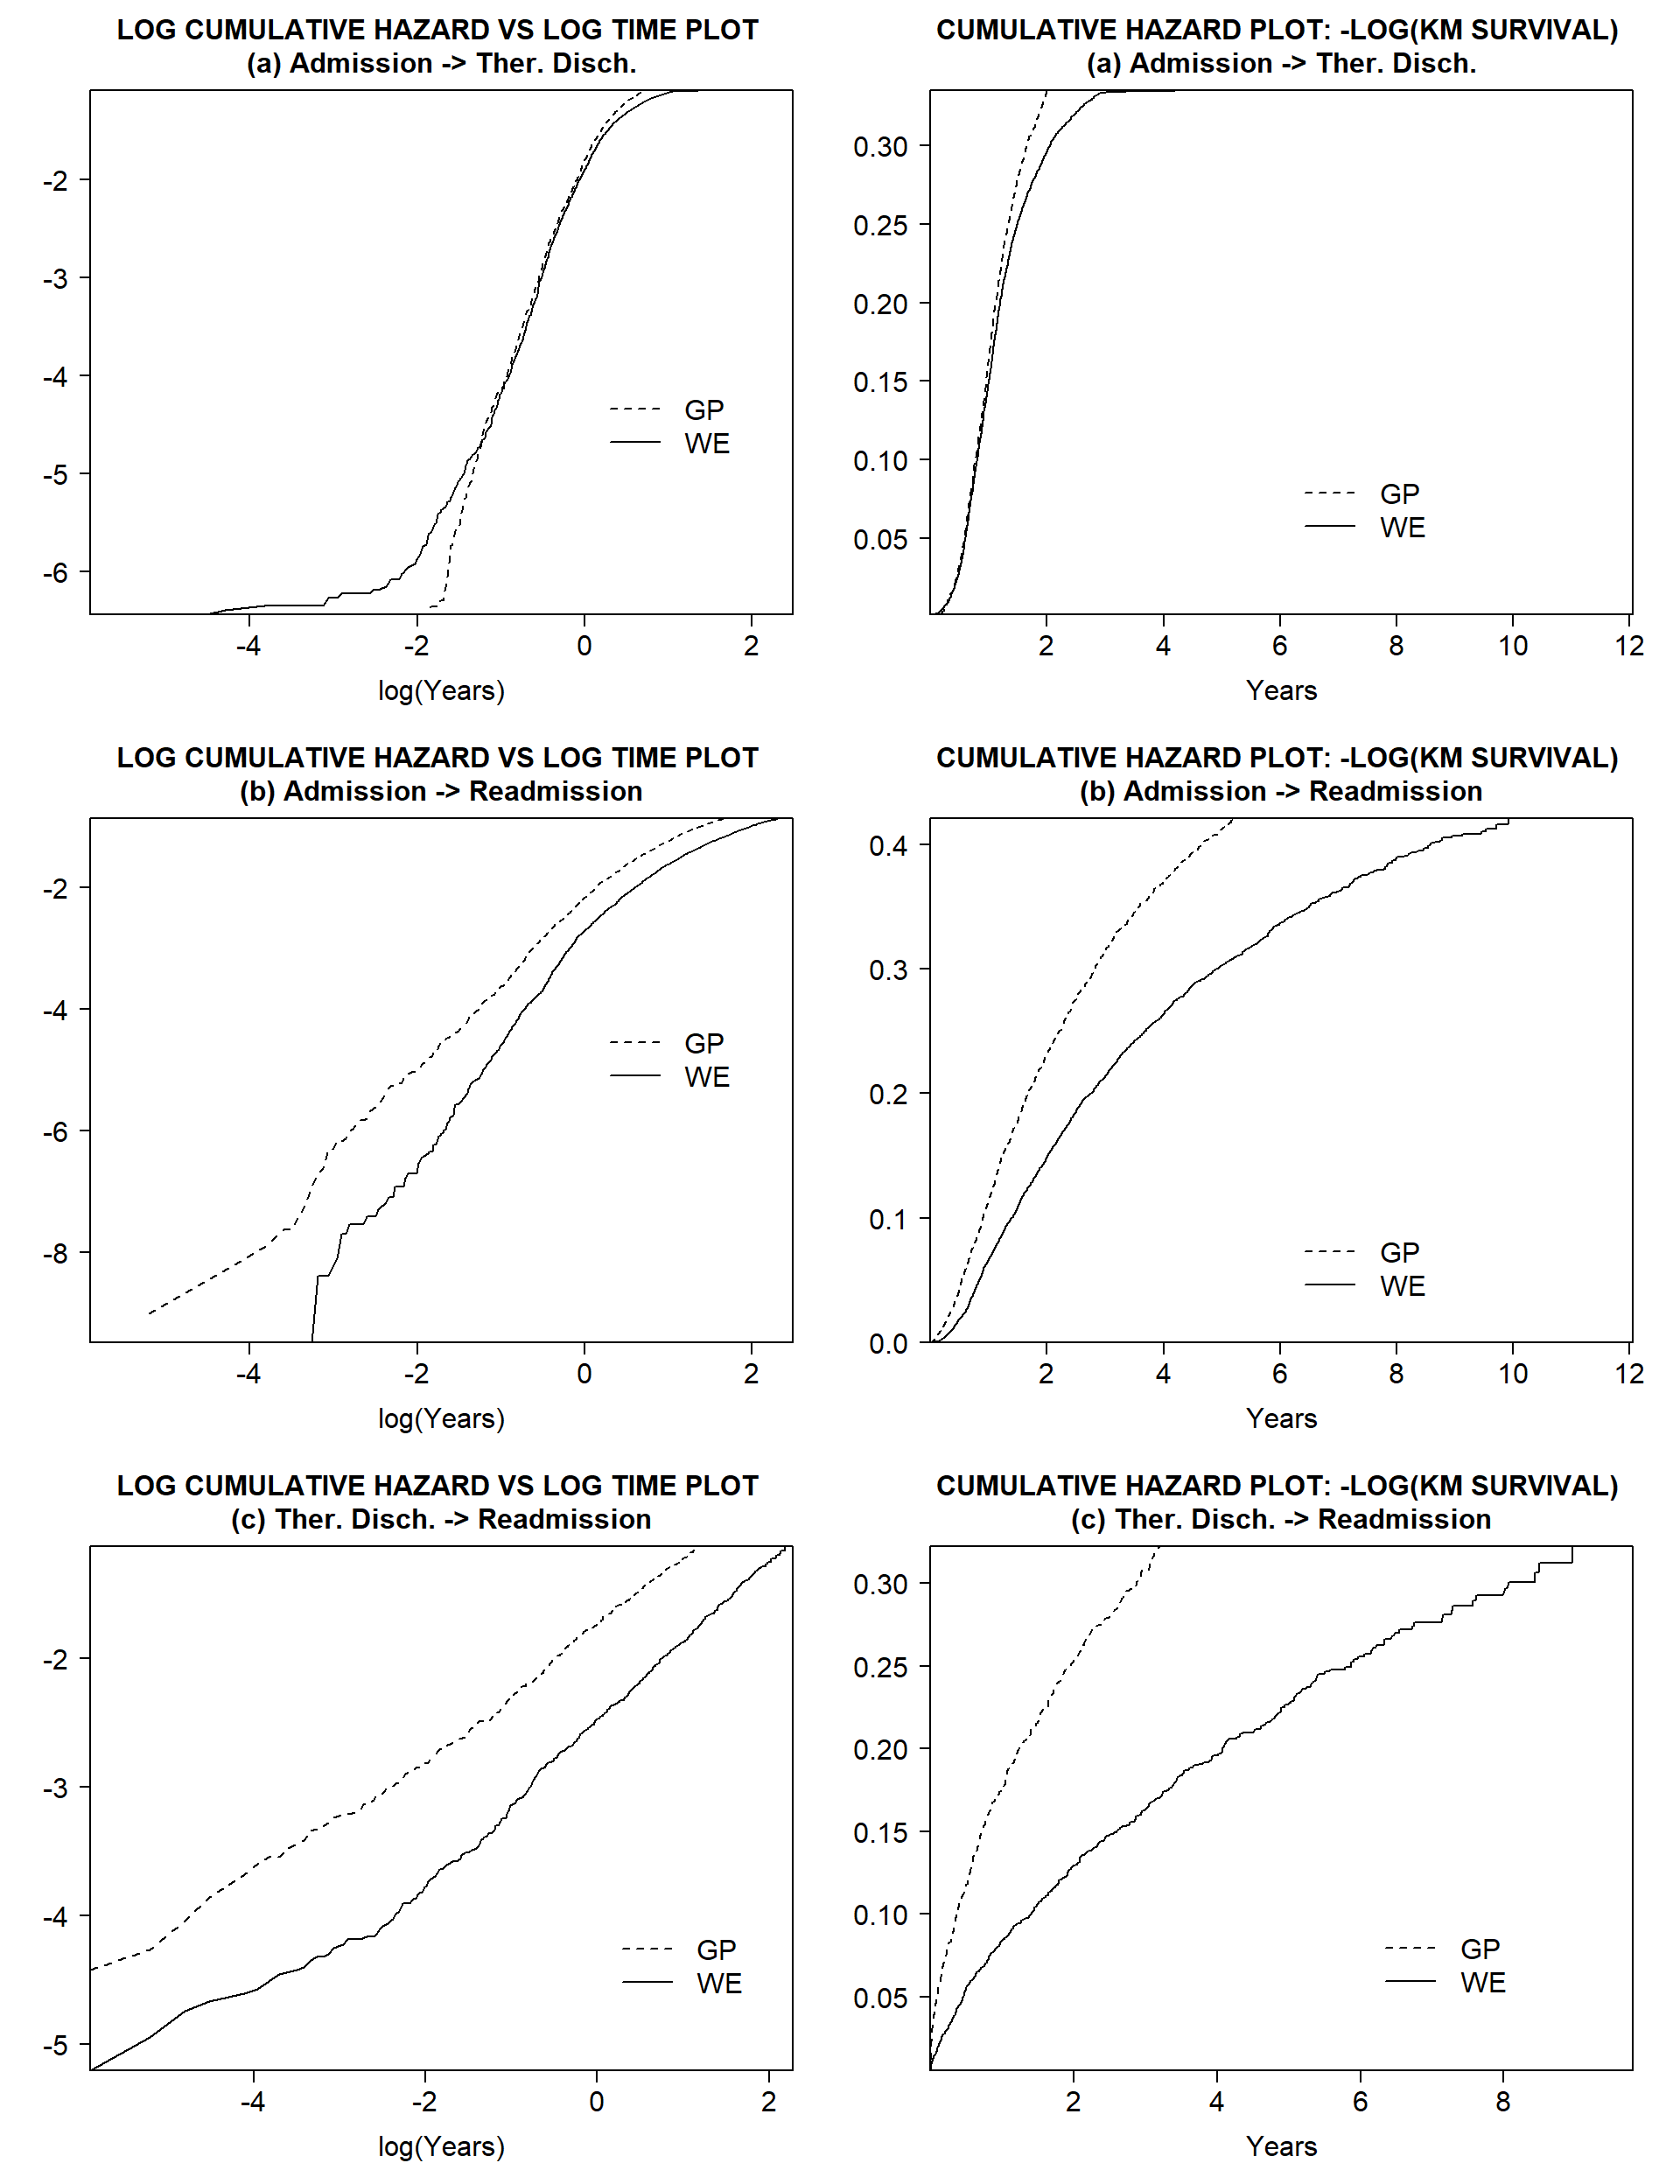 LOG CUMULATIVE HAZARD VS LOG TIME PLOT
(a) Admission -> Ther. Disch.
-2
-3
-4
-5
-6
GP
WE
-4 -2 0 2
log(Years)
CUMULATIVE HAZARD PLOT: -LOG(KM SURVIVAL)
(a) Admission -> Ther. Disch.
0.30
0.25
0.20
0.15
0.10
0.05
GP
WE
2 4 6 8 10 12
Years
LOG CUMULATIVE HAZARD VS LOG TIME PLOT
(b) Admission -> Readmission
-2
-4
-6
-8
GP
WE
-4 -2 0 2
log(Years)
CUMULATIVE HAZARD PLOT: -LOG(KM SURVIVAL)
(b) Admission -> Readmission
0.4
0.3
0.2
0.1
0.0
GP
WE
2 4 6 8 10 12
Years
LOG CUMULATIVE HAZARD VS LOG TIME PLOT
(c) Ther. Disch. -> Readmission
-2
-3
-4
-5
GP
WE
-4 -2 0 2
log(Years)
CUMULATIVE HAZARD PLOT: -LOG(KM SURVIVAL)
(c) Ther. Disch. -> Readmission
0.30
0.25
0.20
0.15
0.10
0.05
GP
WE
2 4 6 8
Years